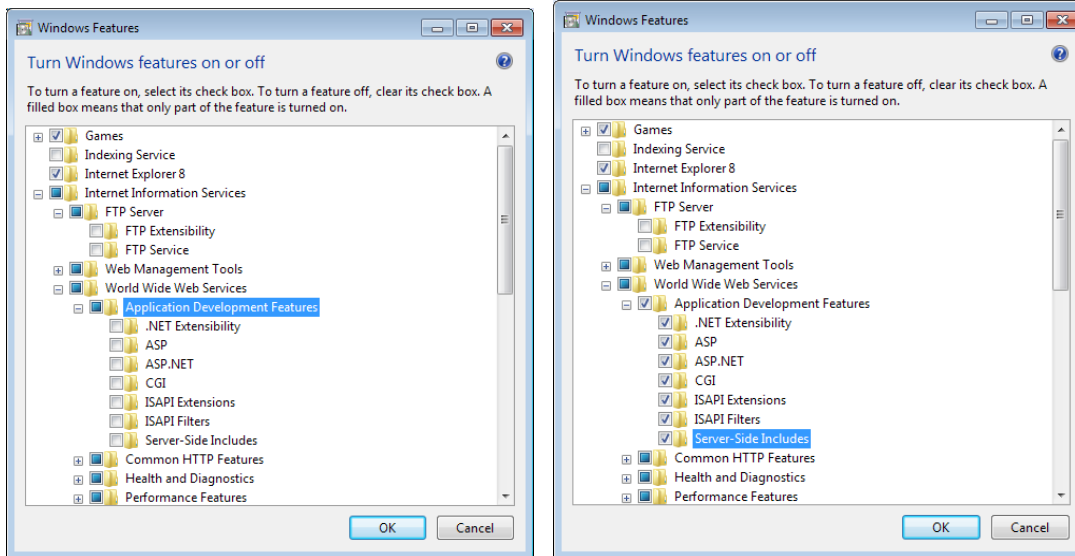 Windows Features
Turn Windows features on or off
To turn a feature on, select its check box. To turn a feature off, clear its check box. A
filled box means that only part of the feature is turned on.
Games
Indexing Service
Internet Explorer 8
Internet Information Services
FTP Server
FTP Extensibility
FTP Service
Web Management Tools
World Wide Web Services
Application Development Features
.NET Extensibility
ASP
ASP.NET
CGI
ISAPI Extensions
ISAPI Filters
Server-Side Includes
Common HTTP Features
Health and Diagnostics
Performance Features
OK
Cancel
Windows Features
Turn Windows features on or off
To turn a feature on, select its check box. To turn a feature off, clear its check box. A
filled box means that only part of the feature is turned on.
Games
Indexing Service
Internet Explorer 8
Internet Information Services
FTP Server
FTP Extensibility
FTP Service
Web Management Tools
World Wide Web Services
Application Development Features
.NET Extensibility
ASP
ASP.NET
CGI
ISAPI Extensions
ISAPI Filters
Server-Side Includes
Common HTTP Features
Health and Diagnostics
Performance Features
OK
Cancel